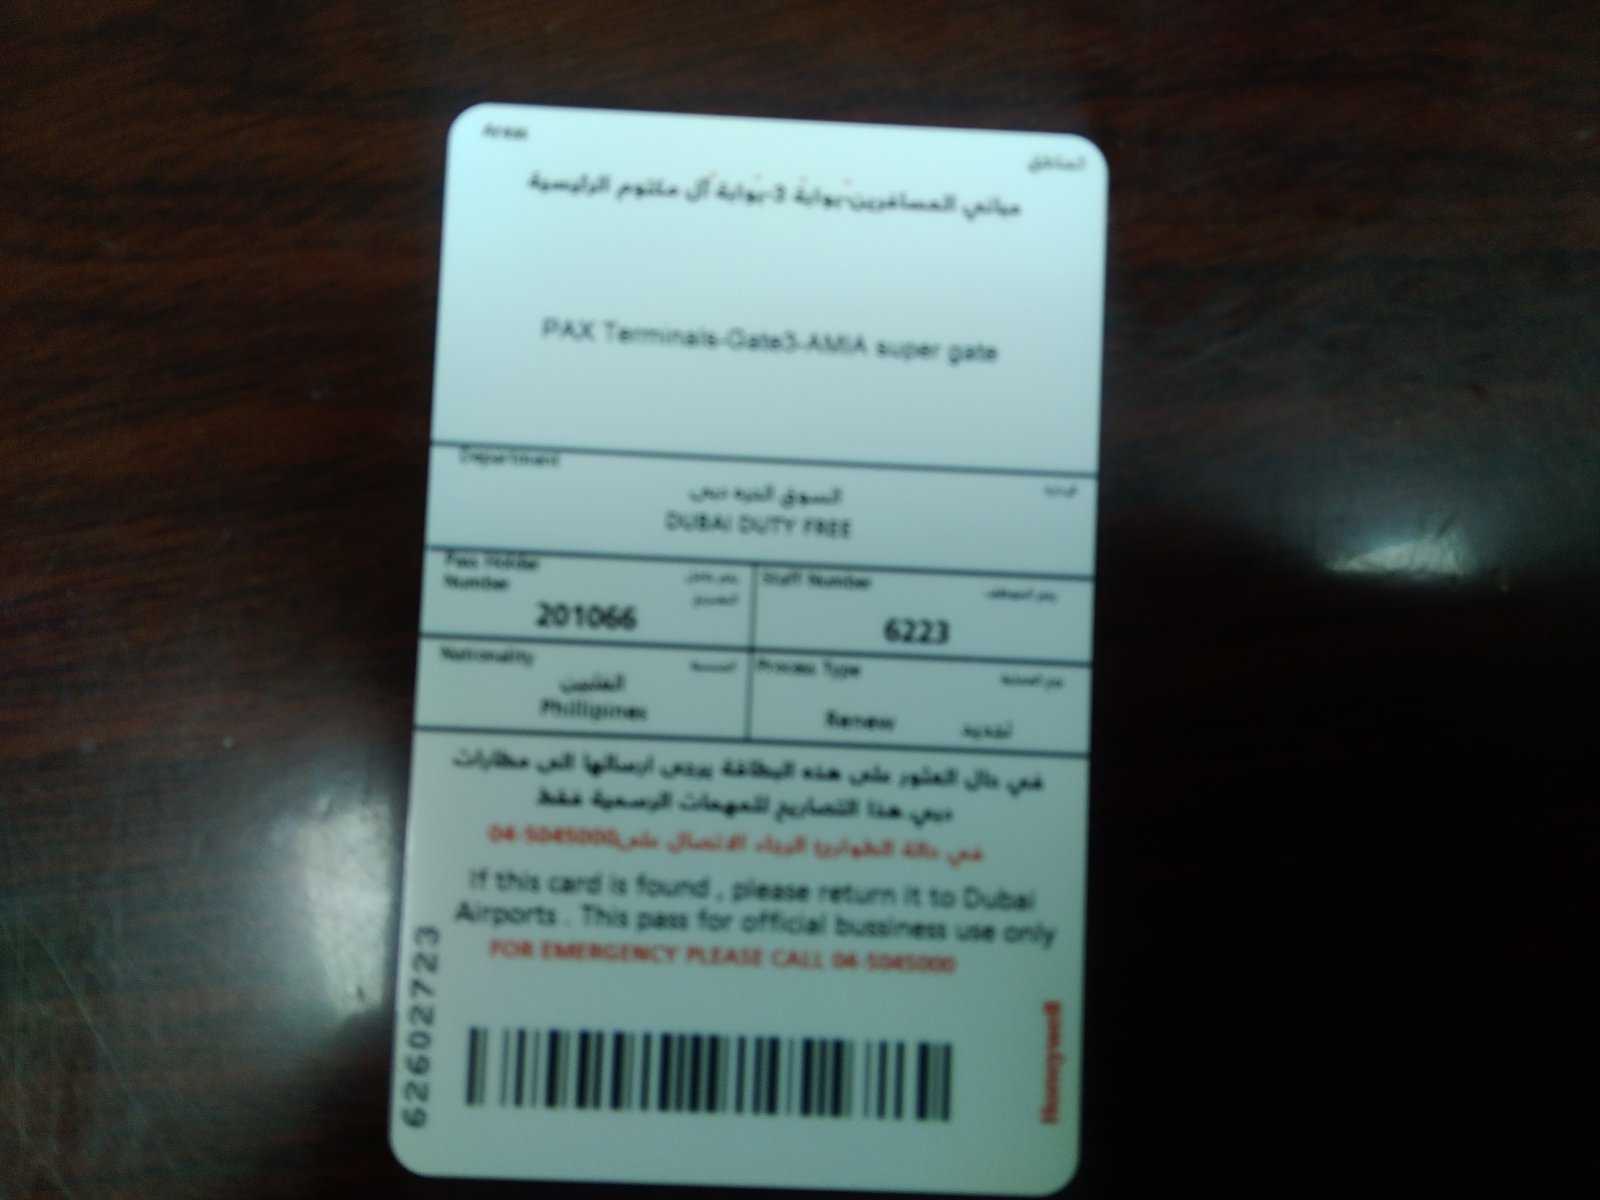 Areas
المناطق
مباني المسافرين-بوابة 3-بوابة آل مكتوم الرئيسية
PAX Terminals-Gate3-AMIA super gate
Department
السوق الحره دبي
DUBAI DUTY FREE
Pass Holder
Number
201066
Staff Number
رقم الموظف
6223
Nationality
الجنسية
الفلبين
Phillipines
Process Type
نوع العملية
Renew تجديد
في حال العثور على هذه البطاقة يرجى ارسالها الى مطارات
دبي.هذا التصاريح للمهمات الرسمية فقط
في حالة الطوارئ الرجاء الاتصال على04-5045000
If this card is found , please return it to Dubai
Airports . This pass for official bussiness use only
FOR EMERGENCY PLEASE CALL 04-5045000
62602723
Honeywell